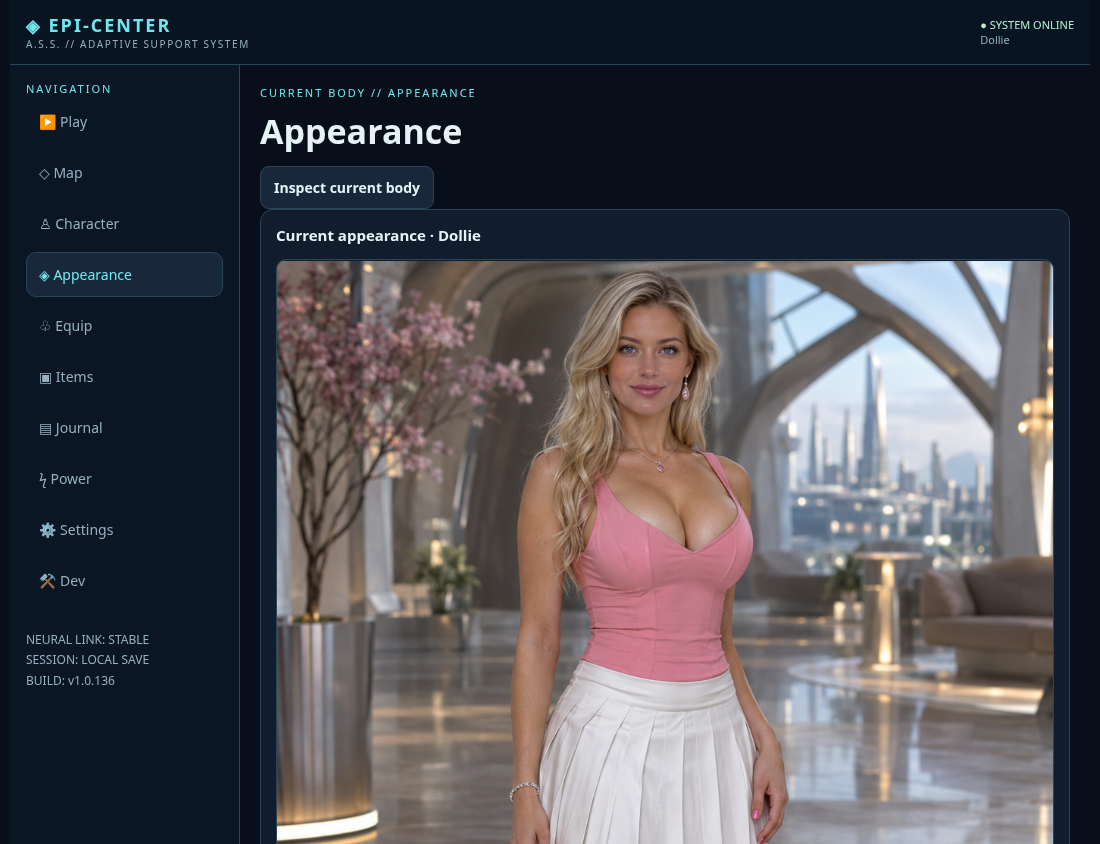 ◈ EPI-CENTER
A.S.S. // ADAPTIVE SUPPORT SYSTEM
● SYSTEM ONLINE
Dollie
NAVIGATION
▶️ Play
◇ Map
♙ Character
◈ Appearance
♧ Equip
▣ Items
▤ Journal
ϟ Power
⚙️ Settings
⚒️ Dev
NEURAL LINK: STABLE
SESSION: LOCAL SAVE
BUILD: v1.0.136
CURRENT BODY // APPEARANCE
Appearance
Inspect current body
Current appearance · Dollie